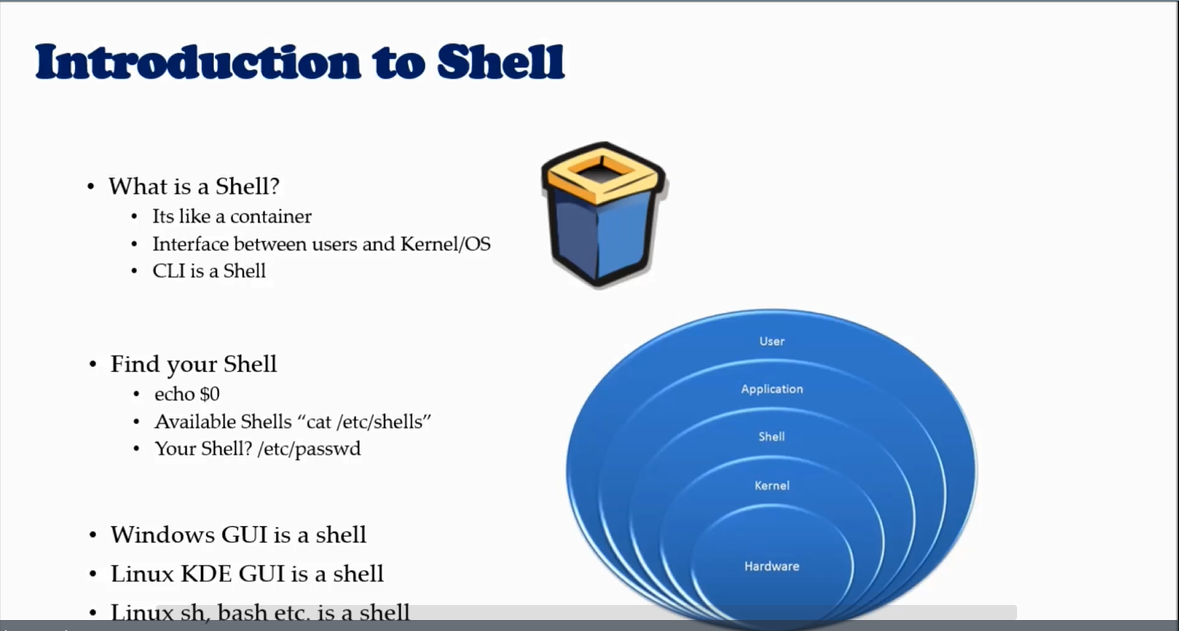 Introduction to Shell
• What is a Shell?
• Its like a container
• Interface between users and Kernel/OS
• CLI is a Shell
• Find your Shell
• echo $0
• Available Shells “cat /etc/shells”
• Your Shell? /etc/passwd
• Windows GUI is a shell
• Linux KDE GUI is a shell
• Linux sh, bash etc. is a shell
User
Application
Shell
Kernel
Hardware